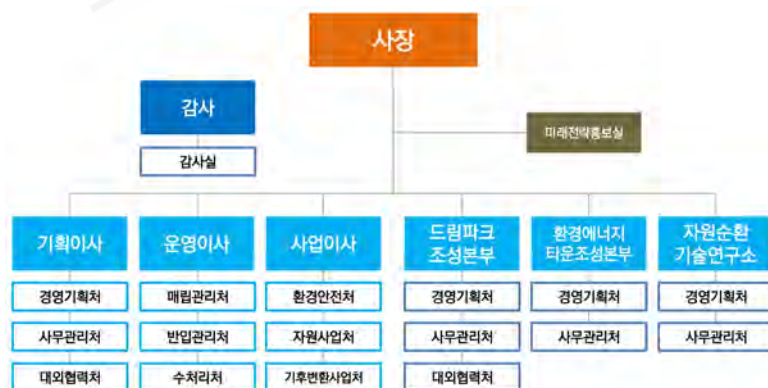 사장
감사
미래전략홍보실
감사실
기획이사 운영이사 사업이사 드림파크 환경에너지 자원순환
조성본부 타운조성본부 기술연구소
경영기획처 매립관리처 환경안전처 경영기획처 경영기획처 경영기획처
사무관리처 반입관리처 자원사업처 사무관리처 사무관리처 사무관리처
대외협력처 수처리처 기후변환사업처 대외협력처